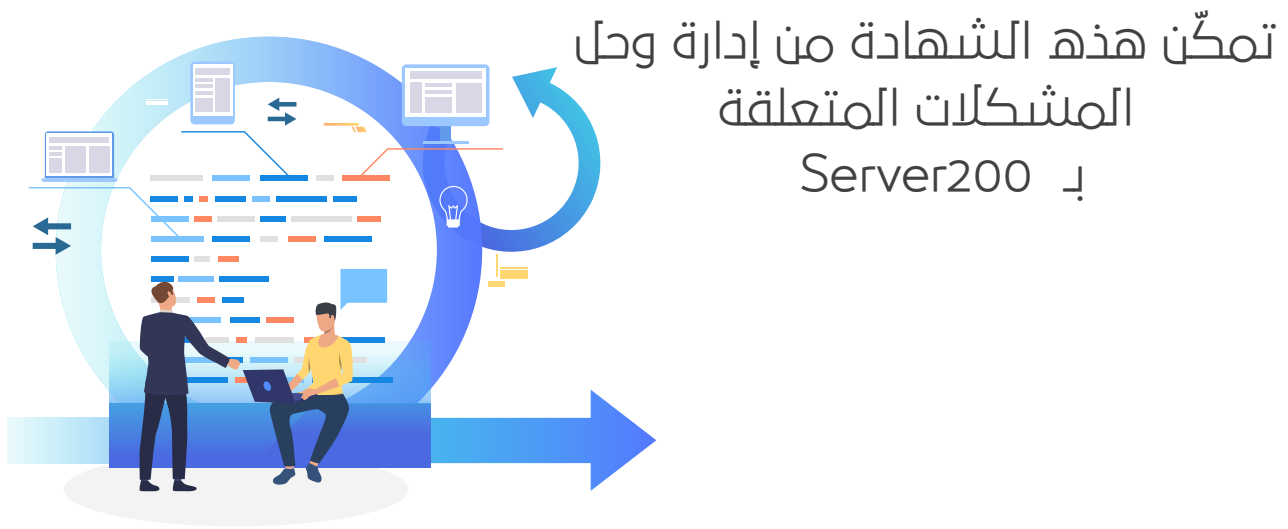 تمكّن هذه الشهادة من إدارة وحل
المشكلات المتعلقة
بـ Server200